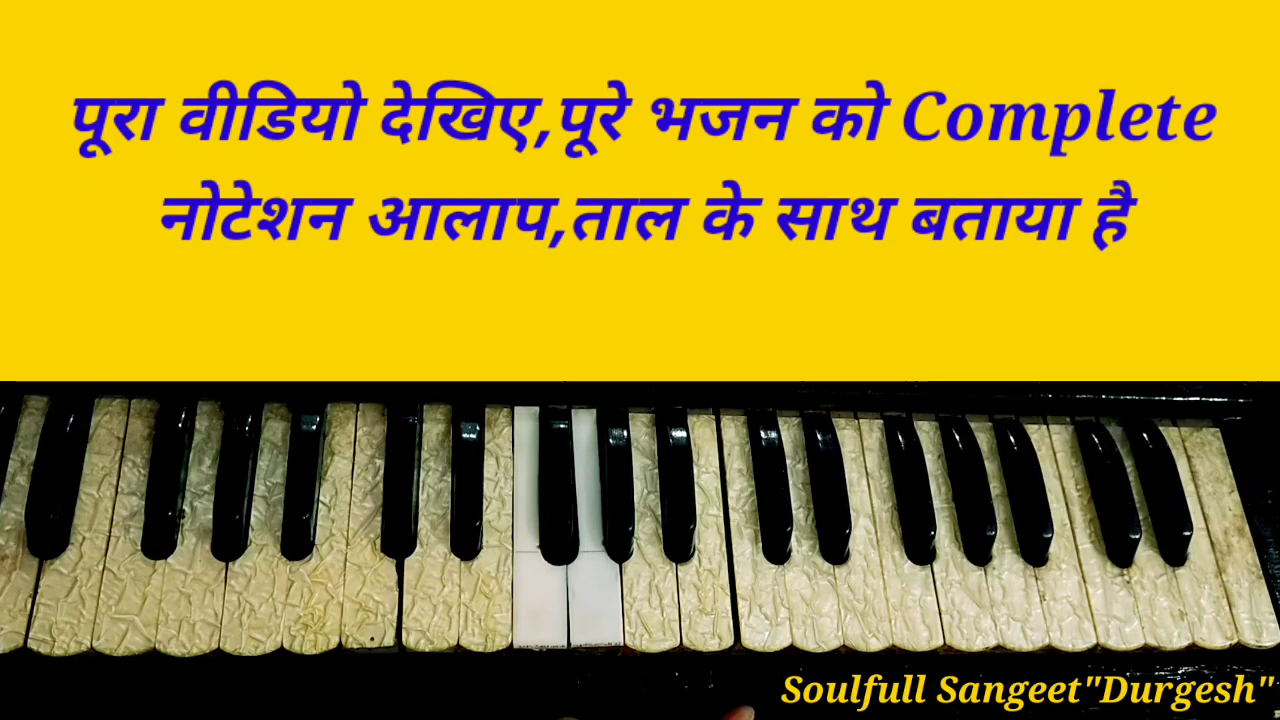 पूरा वीडियो देखिए,पूरे भजन को Complete
नोटेशन आलाप,ताल के साथ बताया है
Soulfull Sangeet"Durgesh"